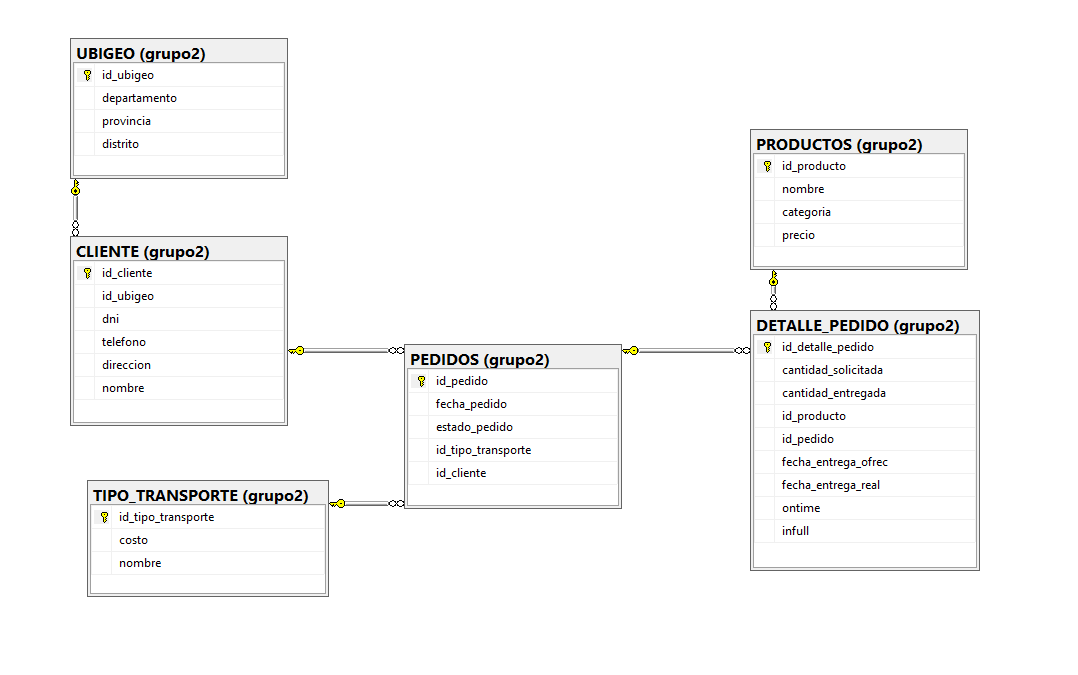 UBIGEO (grupo2)
id_ubigeo
departamento
provincia
distrito
CLIENTE (grupo2)
id_cliente
id_ubigeo
dni
telefono
direccion
nombre
TIPO_TRANSPORTE (grupo2)
id_tipo_transporte
costo
nombre
PEDIDOS (grupo2)
id_pedido
fecha_pedido
estado_pedido
id_tipo_transporte
id_cliente
PRODUCTOS (grupo2)
id_producto
nombre
categoria
precio
DETALLE_PEDIDO (grupo2)
id_detalle_pedido
cantidad_solicitada
cantidad_entregada
id_producto
id_pedido
fecha_entrega_ofrec
fecha_entrega_real
ontime
infull